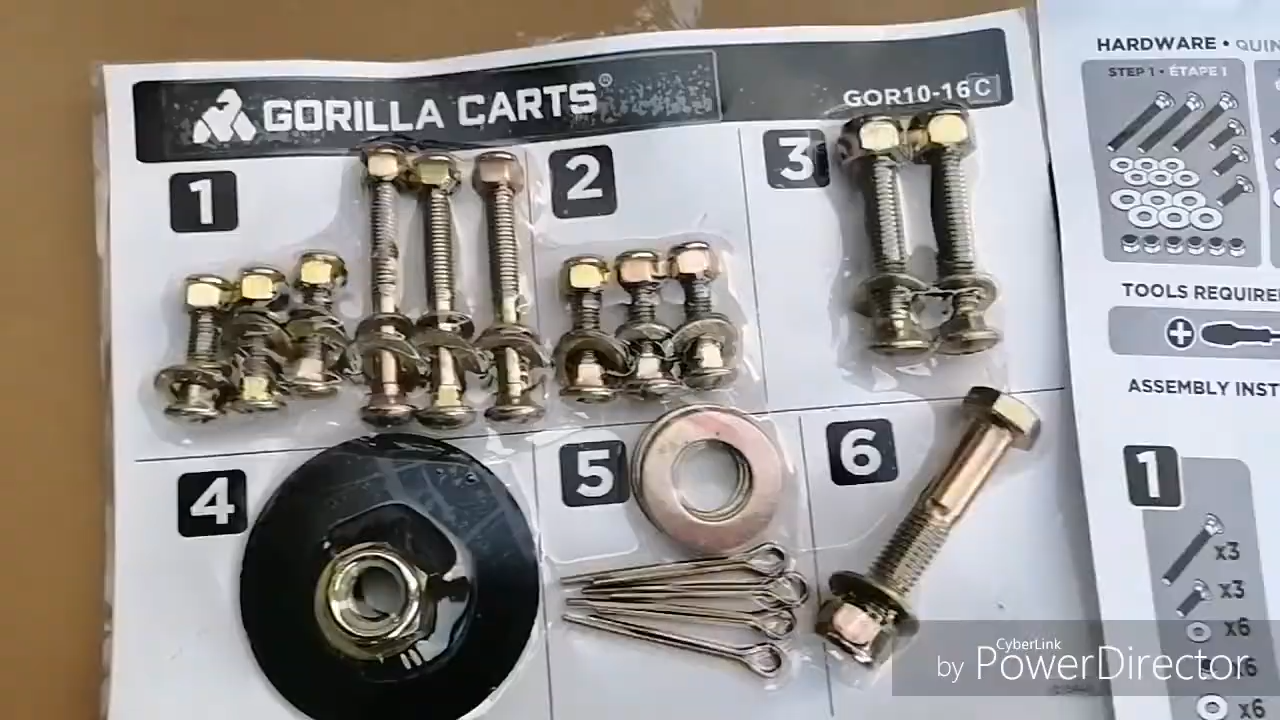 GORILLA CARTS®
GOR10-16C
1
2
3
4
5
6
HARDWARE • QUIN
STEP 1 • ÉTAPE 1
TOOLS REQUIRE
ASSEMBLY INST
1
x3
x3
x6
x6
x6
CyberLink
by PowerDirector